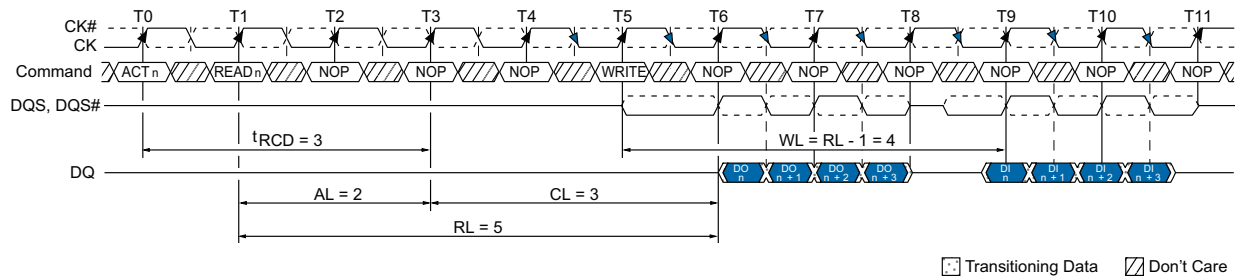 T0 T1 T2 T3 T4 T5 T6 T7 T8 T9 T10 T11
CK#
CK
Command ACT n READ n NOP NOP NOP WRITE NOP NOP NOP NOP NOP NOP
DQS, DQS#
tRCD = 3 WL = RL - 1 = 4
DQ DO n DO n + 1 DO n + 2 DO n + 3 DI n DI n + 1 DI n + 2 DI n + 3
AL = 2 CL = 3
RL = 5
Transitioning Data Don't Care